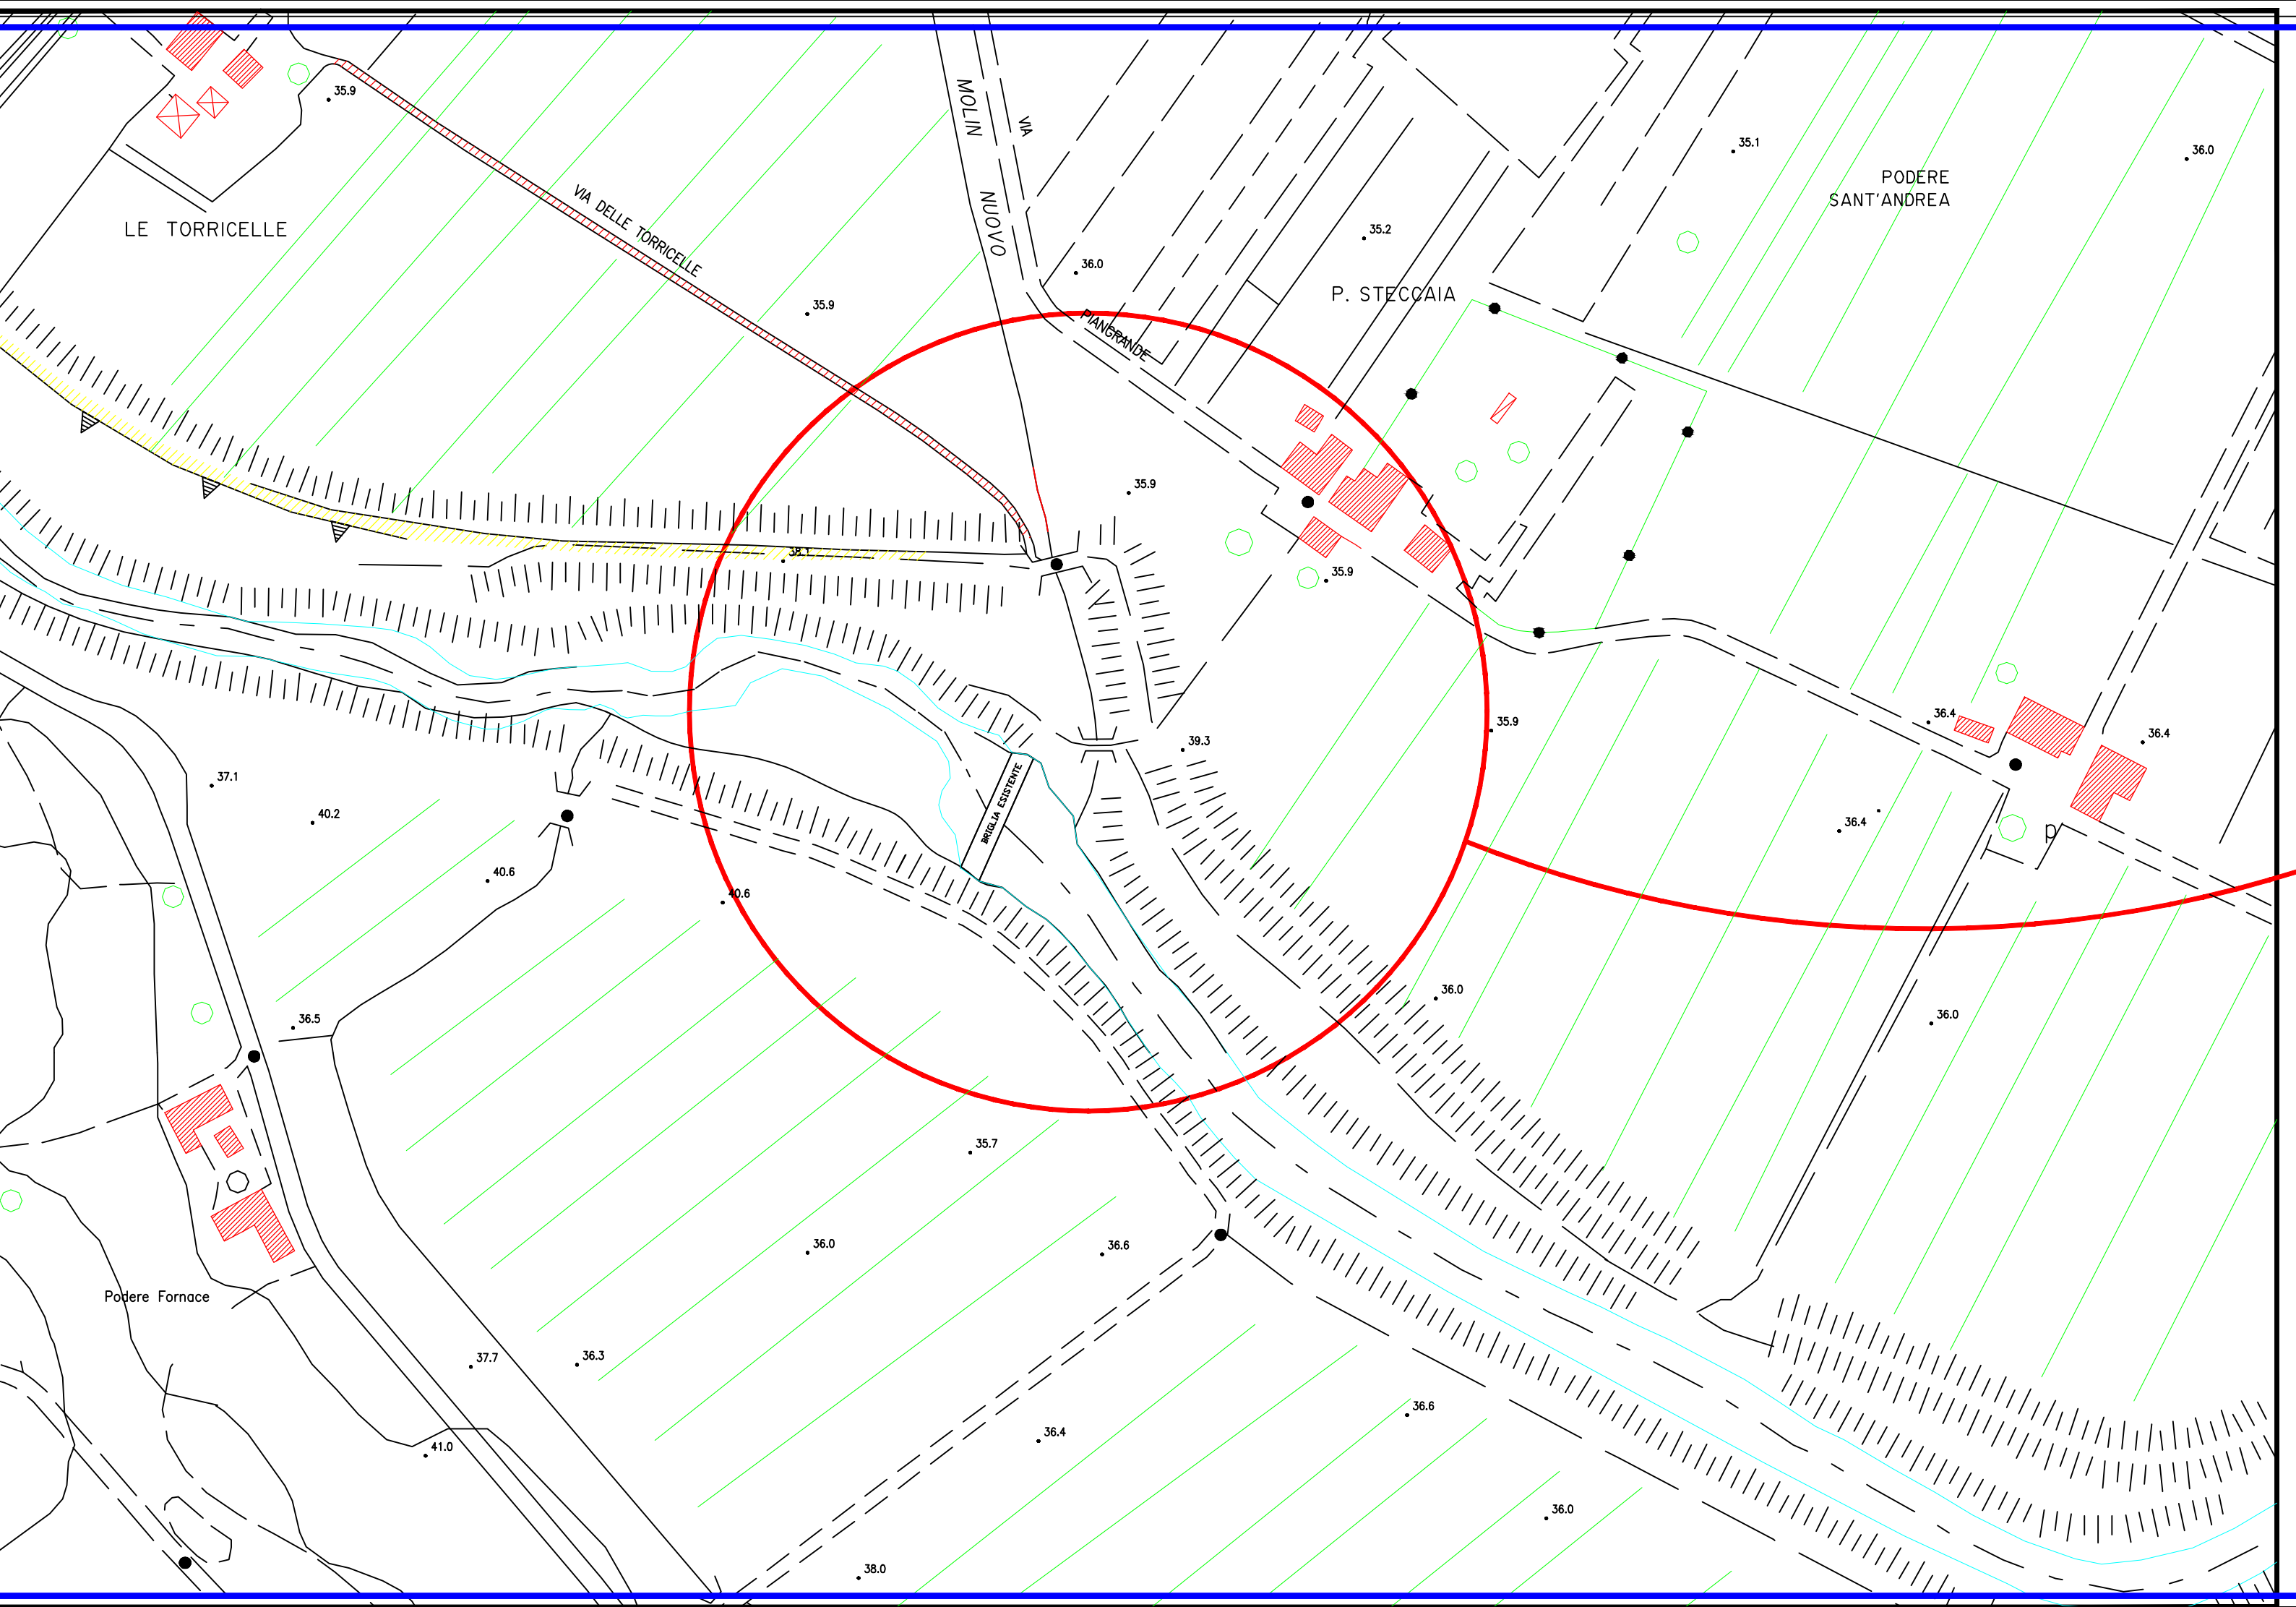 35.9
MOLIN
VIA
35.1
36.0
PODERE
SANT'ANDREA
VIA DELLE TORRICELLE
LE TORRICELLE
NUOVO
35.2
36.0
P. STECCAIA
35.9
PIANGRANDE
35.9
38.1
35.9
36.4
35.9
36.4
39.3
37.1
BRIGLIA ESISTENTE
40.2
36.4
p
40.6
40.6
36.0
36.5
36.0
35.7
36.0
36.6
Podere Fornace
37.7
36.3
36.6
41.0
36.4
36.0
38.0